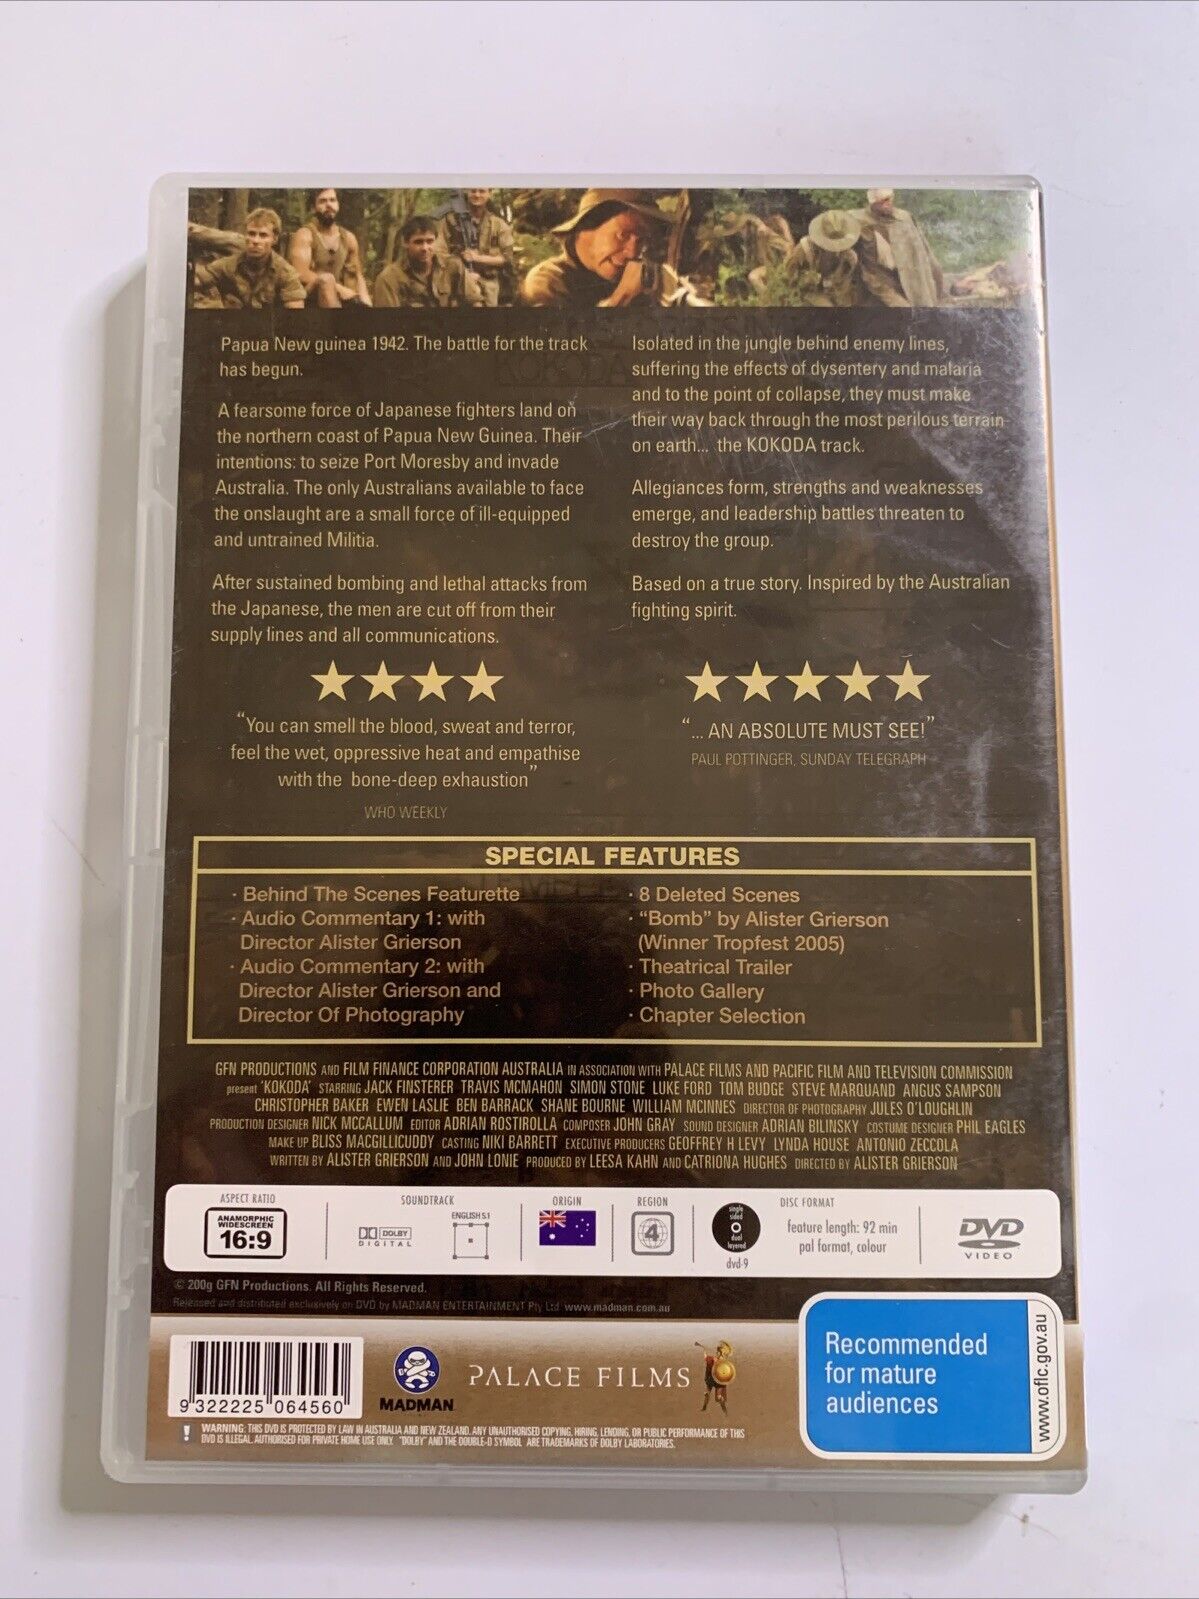 Papua New guinea 1942. The battle for the track
has begun.
A fearsome force of Japanese fighters land on
the northern coast of Papua New Guinea. Their
intentions: to seize Port Moresby and invade
Australia. The only Australians available to face
the onslaught are a small force of ill-equipped
and untrained Militia.
After sustained bombing and lethal attacks from
the Japanese, the men are cut off from their
supply lines and all communications.
Isolated in the jungle behind enemy lines,
suffering the effects of dysentery and malaria
and to the point of collapse, they must make
their way back through the most perilous terrain
on earth... the KOKODA track.
Allegiances form, strengths and weaknesses
emerge, and leadership battles threaten to
destroy the group.
Based on a true story. Inspired by the Australian
fighting spirit.
"You can smell the blood, sweat and terror,
feel the wet, oppressive heat and empathise
with the bone-deep exhaustion"
WHO WEEKLY
"... AN ABSOLUTE MUST SEE!"
PAUL POTTINGER, SUNDAY TELEGRAPH
SPECIAL FEATURES
· Behind The Scenes Featurette
· Audio Commentary 1: with
Director Alister Grierson
· Audio Commentary 2: with
Director Alister Grierson and
Director Of Photography
· 8 Deleted Scenes
· "Bomb" by Alister Grierson
(Winner Tropfest 2005)
· Theatrical Trailer
· Photo Gallery
· Chapter Selection
GFN PRODUCTIONS AND FILM FINANCE CORPORATION AUSTRALIA IN ASSOCIATION WITH PALACE FILMS AND PACIFIC FILM AND TELEVISION COMMISSION
present 'KOKODA' STARRING JACK FINSTERER TRAVIS MCMAHON SIMON STONE LUKE FORD TOM BUDGE STEVE MARQUAND ANGUS SAMPSON
CHRISTOPHER BAKER EWEN LASLIE BEN BARRACK SHANE BOURNE WILLIAM MCINNES DIRECTOR OF PHOTOGRAPHY JULES O'LOUGHLIN
PRODUCTION DESIGNER NICK MCCALLUM EDITOR ADRIAN ROSTIROLLA COMPOSER JOHN GRAY SOUND DESIGNER ADRIAN BILINSKY COSTUME DESIGNER PHIL EAGLES
MAKE UP BLISS MACGILLICUDDY CASTING NIKI BARRETT EXECUTIVE PRODUCERS GEOFFREY H LEVY LYNDA HOUSE ANTONIO ZECCOLA
WRITTEN BY ALISTER GRIERSON AND JOHN LONIE PRODUCED BY LEESA KAHN AND CATRIONA HUGHES DIRECTED BY ALISTER GRIERSON
ASPECT RATIO
ANAMORPHIC
WIDESCREEN
16:9
SOUNDTRACK
DOLBY
DIGITAL
ENGLISH 5.1
ORIGIN
REGION
4
single
sided
dual
layered
dvd-9
DISC FORMAT
feature length: 92 min
pal format, colour
DVD
VIDEO
© 200g GFN Productions. All Rights Reserved.
Released and distributed exclusively on DVD by MADMAN ENTERTAINMENT Pty Ltd www.madman.com.au
9 322225 064560
MADMAN
PALACE FILMS
Recommended
for mature
audiences
www.oflc.gov.au
! WARNING: THIS DVD IS PROTECTED BY LAW IN AUSTRALIA AND NEW ZEALAND. ANY UNAUTHORISED COPYING, HIRING, LENDING, OR PUBLIC PERFORMANCE OF THIS
DVD IS ILLEGAL. AUTHORISED FOR PRIVATE HOME USE ONLY. "DOLBY" AND THE DOUBLE-D SYMBOL ARE TRADEMARKS OF DOLBY LABORATORIES.